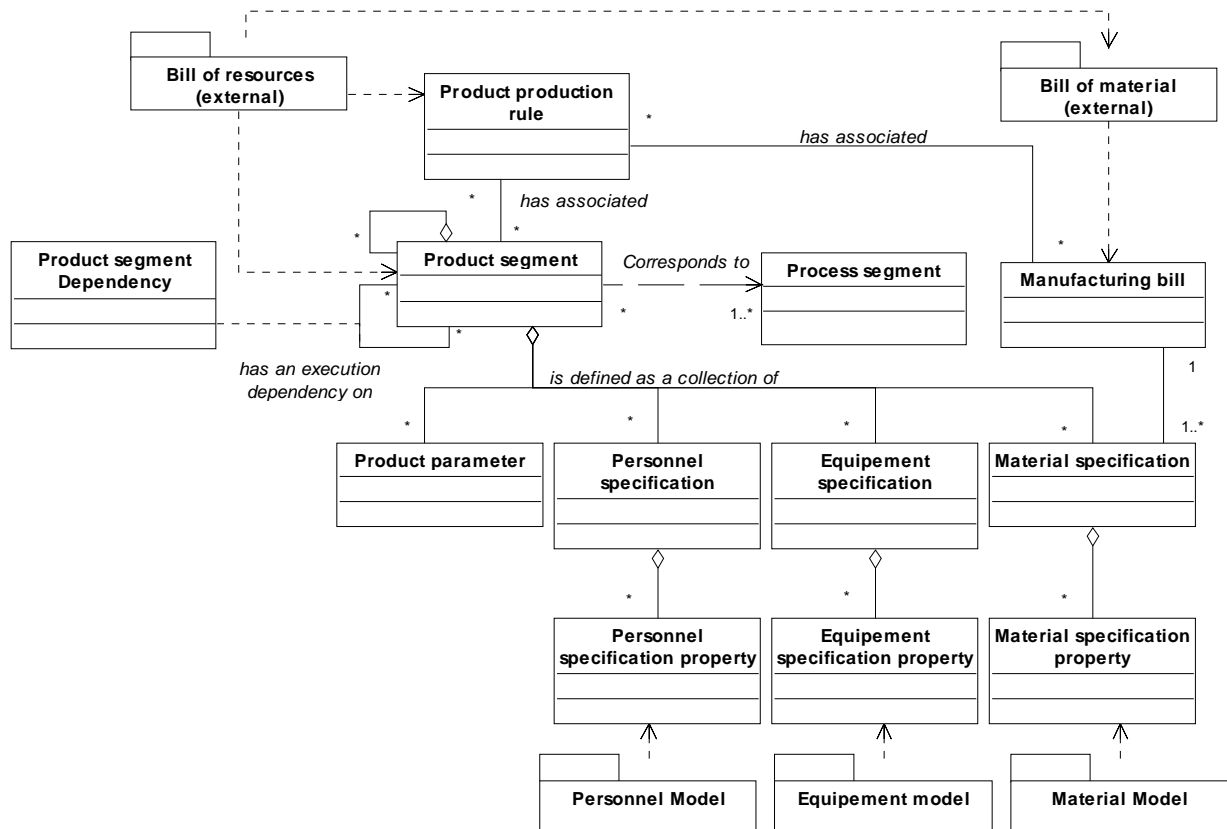 Bill of resources
(external)
Bill of material
(external)
Product production
rule
*
has associated
*
has associated
*
*
*
*
Product segment
Dependency
Product segment
Corresponds to
Process segment
Manufacturing bill
*
*
*
1..*
has an execution
dependency on
is defined as a collection of
1
*
*
*
*
1..*
Product parameter
Personnel
specification
Equipement
specification
Material specification
*
*
*
Personnel
specification property
Equipement
specification property
Material specification
property
Personnel Model
Equipement model
Material Model